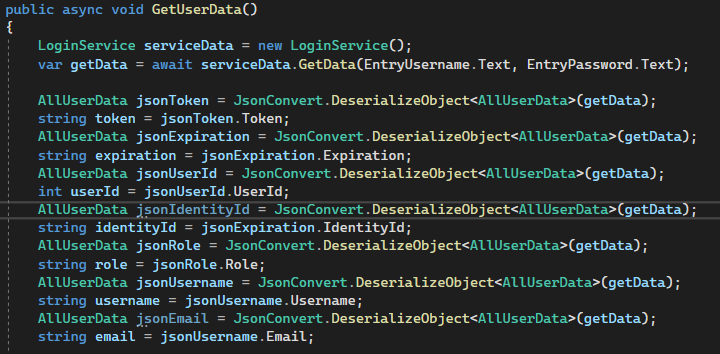 public async void GetUserData()
{
LoginService serviceData = new LoginService();
var getData = await serviceData.GetData(EntryUsername.Text, EntryPassword.Text);
AllUserData jsonToken = JsonConvert.DeserializeObject<AllUserData>(getData);
string token = jsonToken.Token;
AllUserData jsonExpiration = JsonConvert.DeserializeObject<AllUserData>(getData);
string expiration = jsonExpiration.Expiration;
AllUserData jsonUserId = JsonConvert.DeserializeObject<AllUserData>(getData);
int userId = jsonUserId.UserId;
AllUserData jsonIdentityId = JsonConvert.DeserializeObject<AllUserData>(getData);
string identityId = jsonExpiration.IdentityId;
AllUserData jsonRole = JsonConvert.DeserializeObject<AllUserData>(getData);
string role = jsonRole.Role;
AllUserData jsonUsername = JsonConvert.DeserializeObject<AllUserData>(getData);
string username = jsonUsername.Username;
AllUserData jsonEmail = JsonConvert.DeserializeObject<AllUserData>(getData);
string email = jsonUsername.Email;